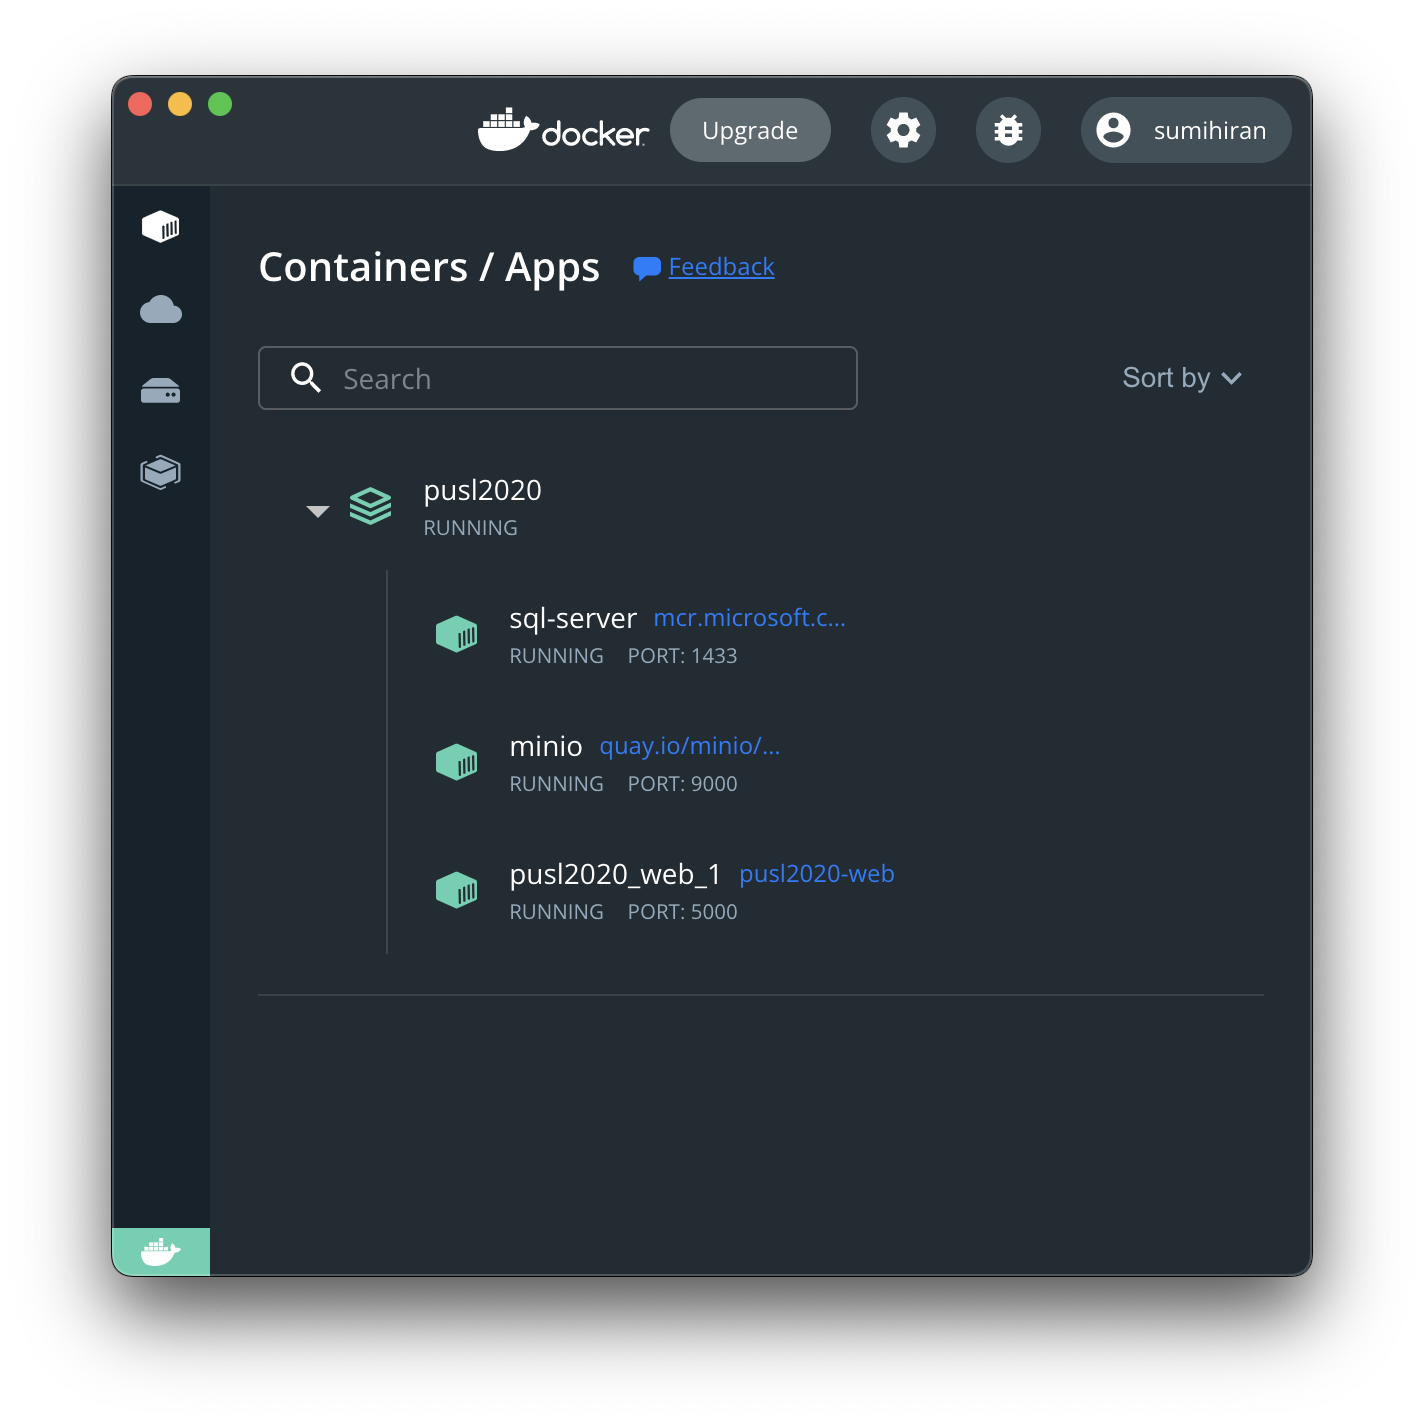 docker
Upgrade
sumihiran
Containers / Apps
Feedback
Search
Sort by
pusl2020
RUNNING
sql-server mcr.microsoft.c...
RUNNING PORT: 1433
minio quay.io/minio/...
RUNNING PORT: 9000
pusl2020_web_1 pusl2020-web
RUNNING PORT: 5000